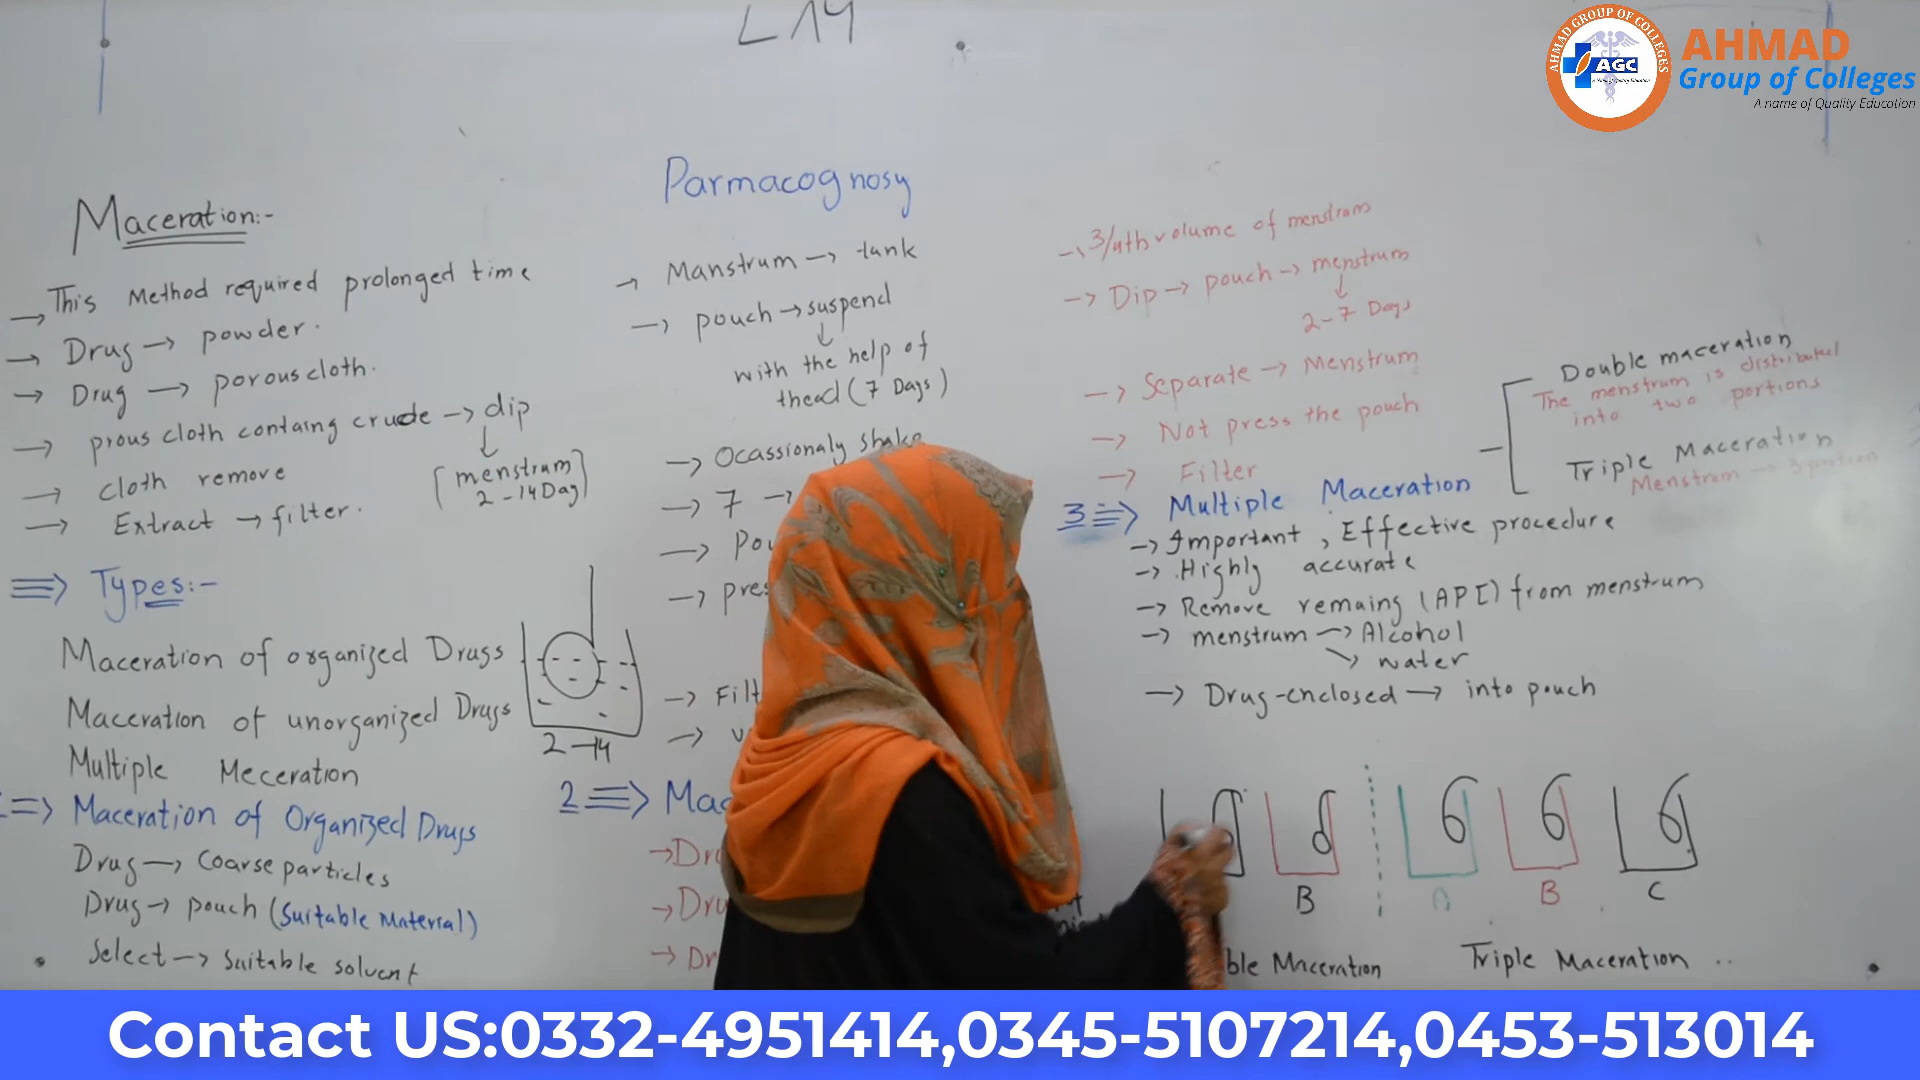 L 14
AHMAD GROUP OF COLLEGES
AGC
AHMAD
Group of Colleges
A name of Quality Education
Parmacognosy
Maceration:-
→ This Method required prolonged time
→ Drug → powder.
→ Drug → porous cloth.
→ prous cloth containg crude → dip
↓
[menstrum
2-14 Day]
→ cloth remove
→ Extract → filter.
⇒ Types:-
Maceration of organized Drugs
Maceration of unorganized Drugs
Multiple Meceration
2-14
=> Maceration of Organized Drugs
Drug → Coarse particles
Drug → pouch (Suitable Material)
Select → Suitable solvent
→ Manstrum → tank
→ pouch → suspend
↓
with the help of
thead (7 Days)
→ Ocassionaly shake
→ 7 →
→ Pou
→ pres
→ Filt
→
2 ⇒ Mac
→ Dru
→ Dru
→ Dr
→ 3/4th volume of menstrum
→ Dip → pouch → menstrum
↓
2-7 Days
→ Separate → Menstrum
→ Not press the pouch
→ Filter
3 ⇒ Multiple Maceration
Double maceration
The menstrum is distributed
into two portions
Triple Maceration
Menstrum → 3 portion
→ Important, Effective procedure
→ Highly accurate
→ Remove remaing (API) from menstrum
→ menstrum → Alcohol
↘ water
→ Drug-enclosed → into pouch
B
A
B
C
ble Maceration
Triple Maceration ..
Contact US:0332-4951414,0345-5107214,0453-513014